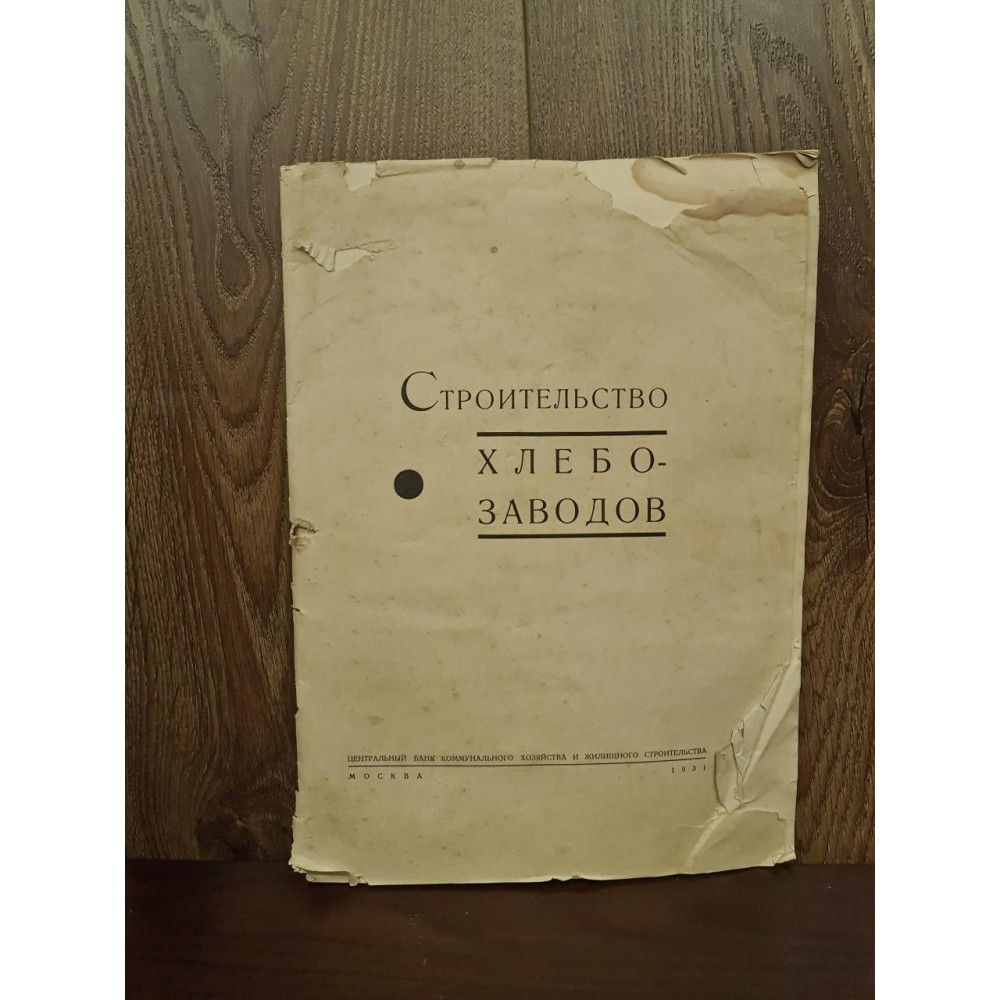 Строительство
ХЛЕБО-
ЗАВОДОВ
ЦЕНТРАЛЬНЫЙ БАНК КОММУНАЛЬНОГО ХОЗЯЙСТВА И ЖИЛИЩНОГО СТРОИТЕЛЬСТВА
МОСКВА 1931